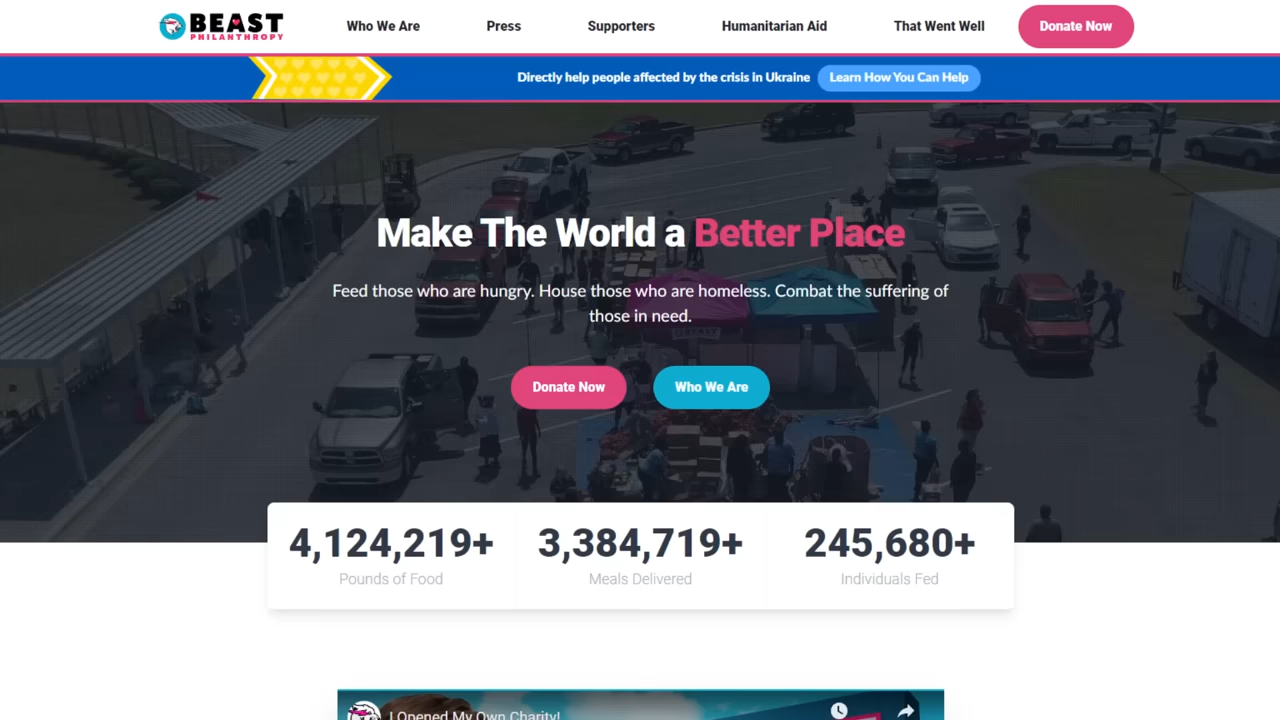 BEAST
PHILANTHROPY
Who We Are
Press
Supporters
Humanitarian Aid
That Went Well
Donate Now
Directly help people affected by the crisis in Ukraine
Learn How You Can Help
Make The World a Better Place
Feed those who are hungry. House those who are homeless. Combat the suffering of
those in need.
Donate Now
Who We Are
4,124,219+
Pounds of Food
3,384,719+
Meals Delivered
245,680+
Individuals Fed
I Opened My Own Charity!